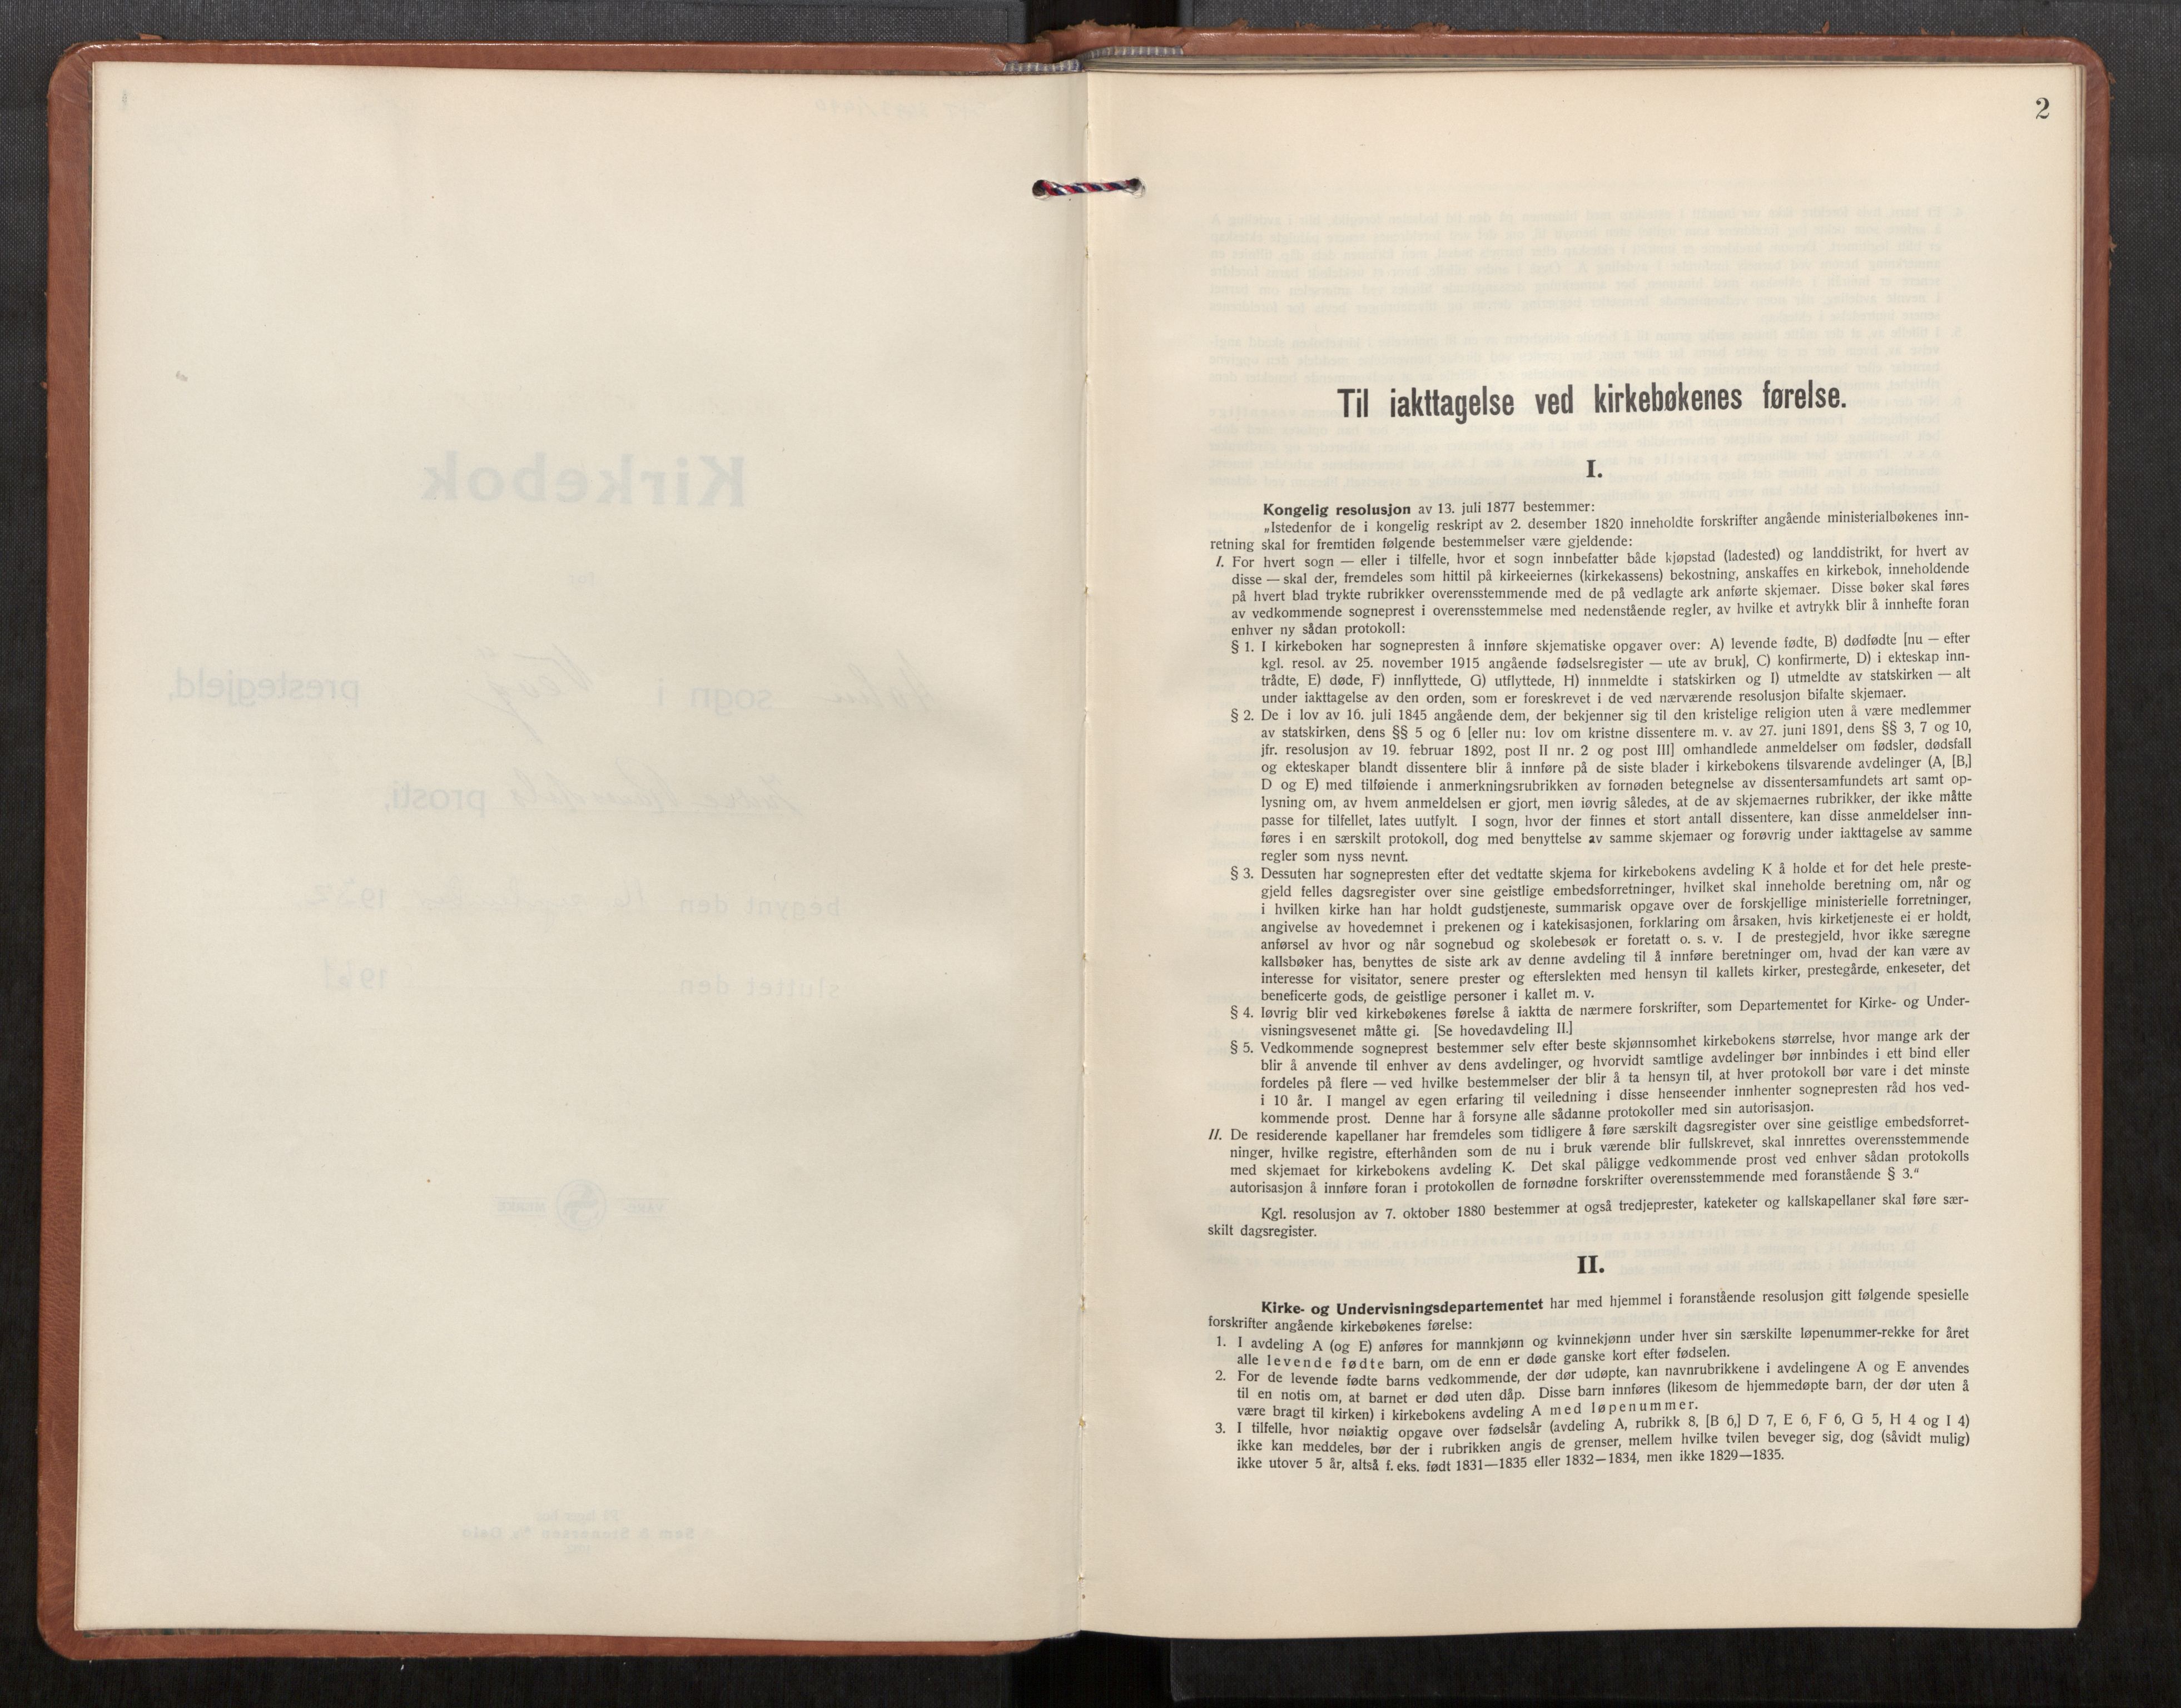 2
Til iakttagelse ved kirkebøkenes førelse.
I.
Kongelig resolusjon av 13. juli 1877 bestemmer:
„Istedenfor de i kongelig reskript av 2. desember 1820 inneholdte forskrifter angående ministerialbøkenes inn-
retning skal for fremtiden følgende bestemmelser være gjeldende:
I. For hvert sogn — eller i tilfelle, hvor et sogn innbefatter både kjøpstad (ladested) og landdistrikt, for hvert av
disse — skal der, fremdeles som hittil på kirkeeiernes (kirkekassens) bekostning, anskaffes en kirkebok, inneholdende
på hvert blad trykte rubrikker overensstemmende med de på vedlagte ark anførte skjemaer. Disse bøker skal føres
av vedkommende sogneprest i overensstemmelse med nedenstående regler, av hvilke et avtrykk blir å innhefte foran
enhver ny sådan protokoll:
§ 1. I kirkeboken har sognepresten å innføre skjematiske opgaver over: A) levende fødte, B) dødfødte [nu — efter
kgl. resol. av 25. november 1915 angående fødselsregister — ute av bruk], C) konfirmerte, D) i ekteskap inn-
trådte, E) døde, F) innflyttede, G) utflyttede, H) innmeldte i statskirken og I) utmeldte av statskirken — alt
under iakttagelse av den orden, som er foreskrevet i de ved nærværende resolusjon bifalte skjemaer.
§ 2. De i lov av 16. juli 1845 angående dem, der bekjenner sig til den kristelige religion uten å være medlemmer
av statskirken, dens §§ 5 og 6 [eller nu: lov om kristne dissentere m. v. av 27. juni 1891, dens §§ 3, 7 og 10,
jfr. resolusjon av 19. februar 1892, post II nr. 2 og post III] omhandlede anmeldelser om fødsler, dødsfall
og ekteskaper blandt dissentere blir å innføre på de siste blader i kirkebokens tilsvarende avdelinger (A, [B,]
D og E) med tilføiende i anmerkningsrubrikken av fornøden betegnelse av dissentersamfundets art samt op-
lysning om, av hvem anmeldelsen er gjort, men iøvrig således, at de av skjemaernes rubrikker, der ikke måtte
passe for tilfellet, lates uutfylt. I sogn, hvor der finnes et stort antall dissentere, kan disse anmeldelser inn-
føres i en særskilt protokoll, dog med benyttelse av samme skjemaer og forøvrig under iakttagelse av samme
regler som nyss nevnt.
§ 3. Dessuten har sognepresten efter det vedtatte skjema for kirkebokens avdeling K å holde et for det hele preste-
gjeld felles dagsregister over sine geistlige embedsforretninger, hvilket skal inneholde beretning om, når og
i hvilken kirke han har holdt gudstjeneste, summarisk opgave over de forskjellige ministerielle forretninger,
angivelse av hovedemnet i prekenen og i katekisasjonen, forklaring om årsaken, hvis kirketjeneste ei er holdt,
anførsel av hvor og når sognebud og skolebesøk er foretatt o. s. v. I de prestegjeld, hvor ikke særegne
kallsbøker has, benyttes de siste ark av denne avdeling til å innføre beretninger om, hvad der kan være av
interesse for visitator, senere prester og efterslekten med hensyn til kallets kirker, prestegårde, enkeseter, det
beneficerte gods, de geistlige personer i kallet m. v.
§ 4. Iøvrig blir ved kirkebøkenes førelse å iaktta de nærmere forskrifter, som Departementet for Kirke- og Under-
visningsvesenet måtte gi. [Se hovedavdeling II.]
§ 5. Vedkommende sogneprest bestemmer selv efter beste skjønnsomhet kirkebokens størrelse, hvor mange ark der
blir å anvende til enhver av dens avdelinger, og hvorvidt samtlige avdelinger bør innbindes i ett bind eller
fordeles på flere — ved hvilke bestemmelser der blir å ta hensyn til, at hver protokoll bør vare i det minste
i 10 år. I mangel av egen erfaring til veiledning i disse henseender innhenter sognepresten råd hos ved-
kommende prost. Denne har å forsyne alle sådanne protokoller med sin autorisasjon.
II. De residerende kapellaner har fremdeles som tidligere å føre særskilt dagsregister over sine geistlige embedsforret-
ninger, hvilke registre, efterhånden som de nu i bruk værende blir fullskrevet, skal innrettes overensstemmende
med skjemaet for kirkebokens avdeling K. Det skal påligge vedkommende prost ved enhver sådan protokolls
autorisasjon å innføre foran i protokollen de fornødne forskrifter overensstemmende med foranstående § 3.“
Kgl. resolusjon av 7. oktober 1880 bestemmer at også tredjeprester, kateketer og kallskapellaner skal føre sær-
skilt dagsregister.
II.
Kirke- og Undervisningsdepartementet har med hjemmel i foranstående resolusjon gitt følgende spesielle
forskrifter angående kirkebøkenes førelse:
1. I avdeling A (og E) anføres for mannkjønn og kvinnekjønn under hver sin særskilte løpenummer-rekke for året
alle levende fødte barn, om de enn er døde ganske kort efter fødselen.
2. For de levende fødte barns vedkommende, der dør udøpte, kan navnrubrikkene i avdelingene A og E anvendes
til en notis om, at barnet er død uten dåp. Disse barn innføres (likesom de hjemmedøpte barn, der dør uten å
være bragt til kirken) i kirkebokens avdeling A med løpenummer.
3. I tilfelle, hvor nøiaktig opgave over fødselsår (avdeling A, rubrikk 8, [B 6,] D 7, E 6, F 6, G 5, H 4 og I 4)
ikke kan meddeles, bør der i rubrikken angis de grenser, mellem hvilke tvilen beveger sig, dog (såvidt mulig)
ikke utover 5 år, altså f. eks. født 1831—1835 eller 1832—1834, men ikke 1829—1835.